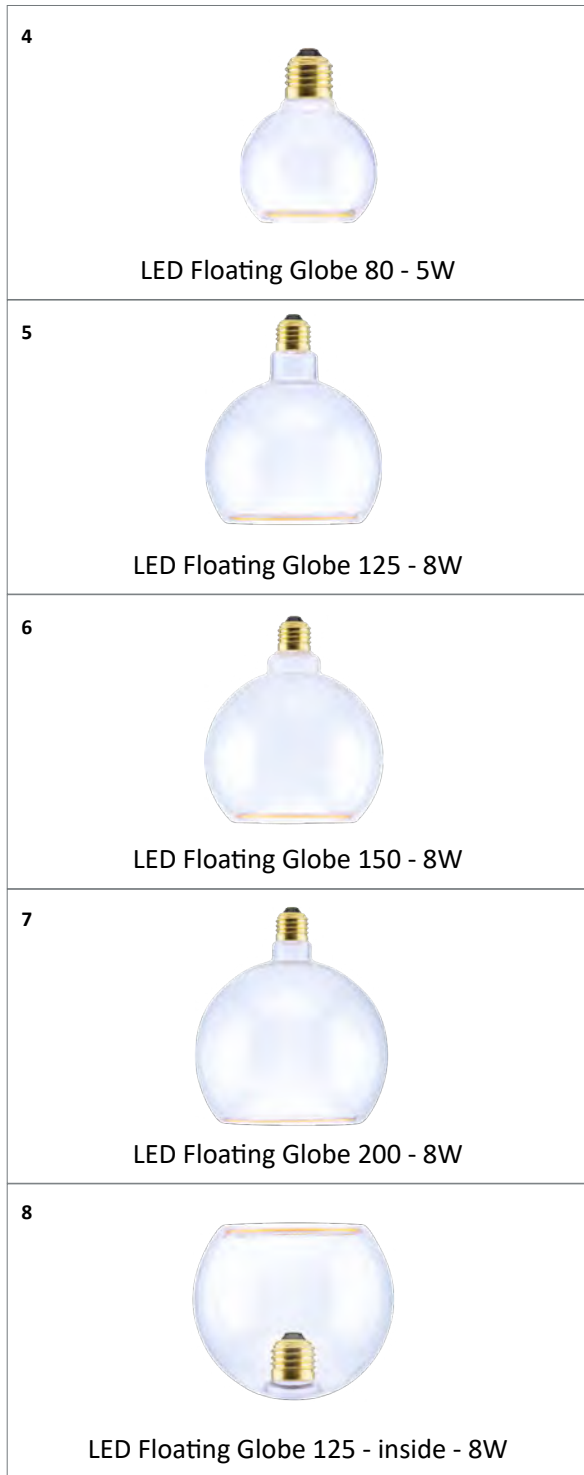 4
LED Floating Globe 80 - 5W
5
LED Floating Globe 125 - 8W
6
LED Floating Globe 150 - 8W
7
LED Floating Globe 200 - 8W
8
LED Floating Globe 125 - inside - 8W